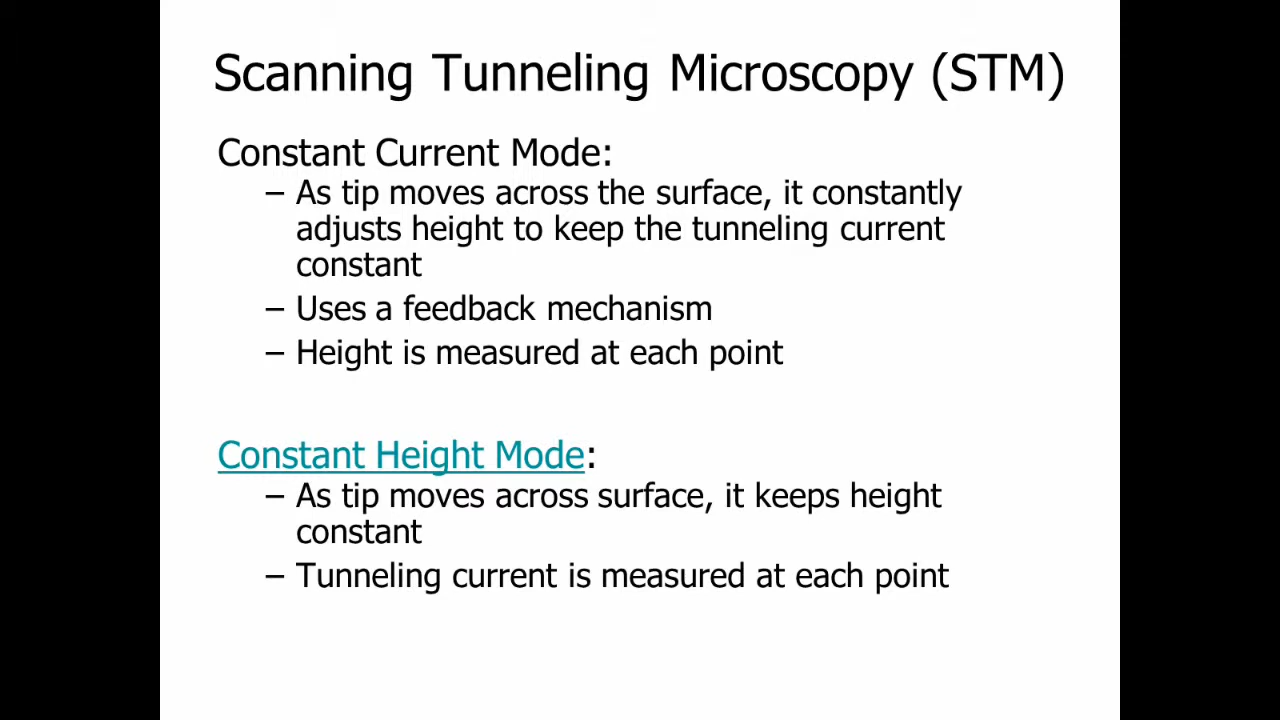 Scanning Tunneling Microscopy (STM)
Constant Current Mode:
– As tip moves across the surface, it constantly
adjusts height to keep the tunneling current
constant
– Uses a feedback mechanism
– Height is measured at each point
Constant Height Mode:
– As tip moves across surface, it keeps height
constant
– Tunneling current is measured at each point